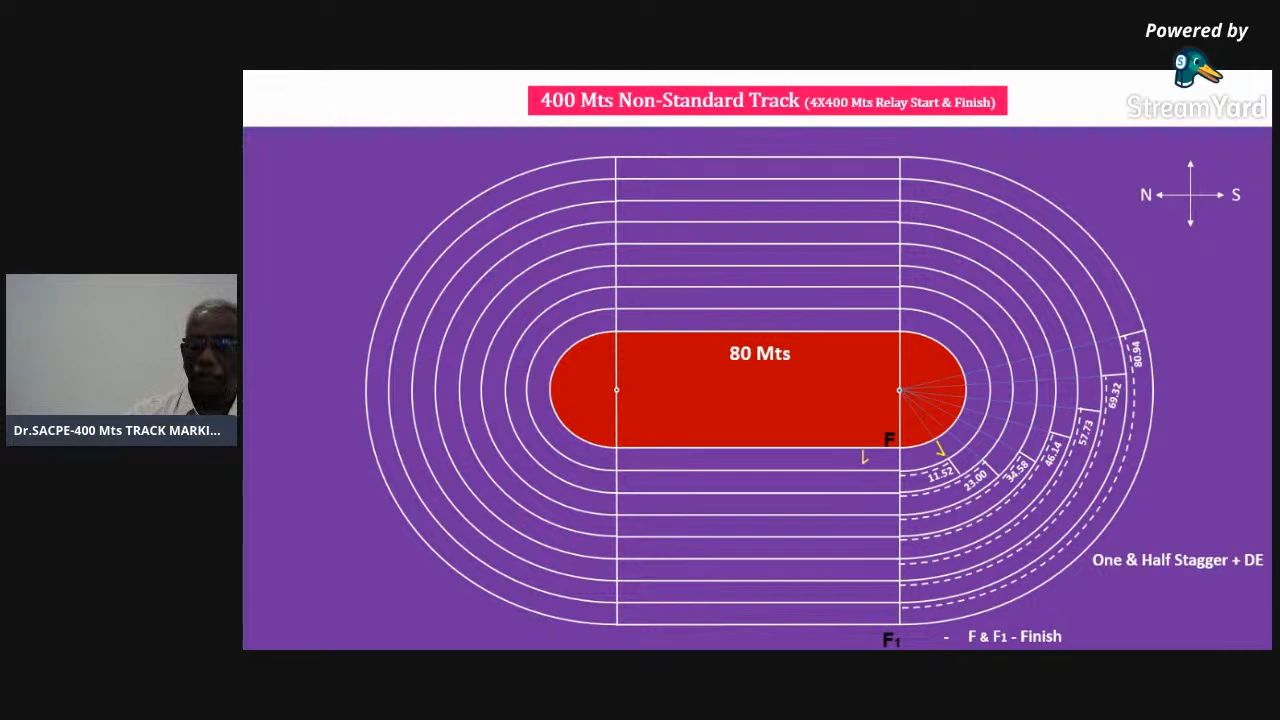 Powered by
StreamYard
400 Mts Non-Standard Track (4X400 Mts Relay Start & Finish)
N S
80 Mts
80.94
69.32
57.73
46.14
34.58
23.00
11.52
F
One & Half Stagger + DE
F1 - F & F1 - Finish
Dr.SACPE-400 Mts TRACK MARKI...